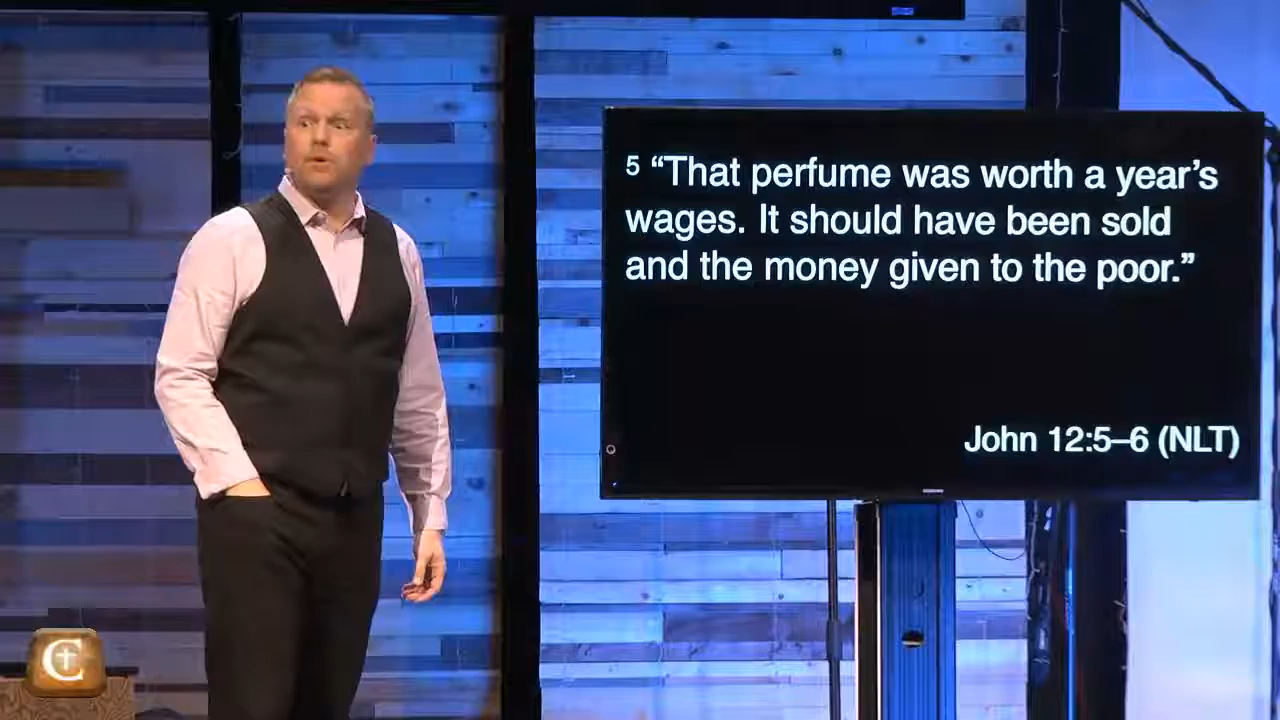 5 “That perfume was worth a year’s
wages. It should have been sold
and the money given to the poor.”
John 12:5–6 (NLT)
C